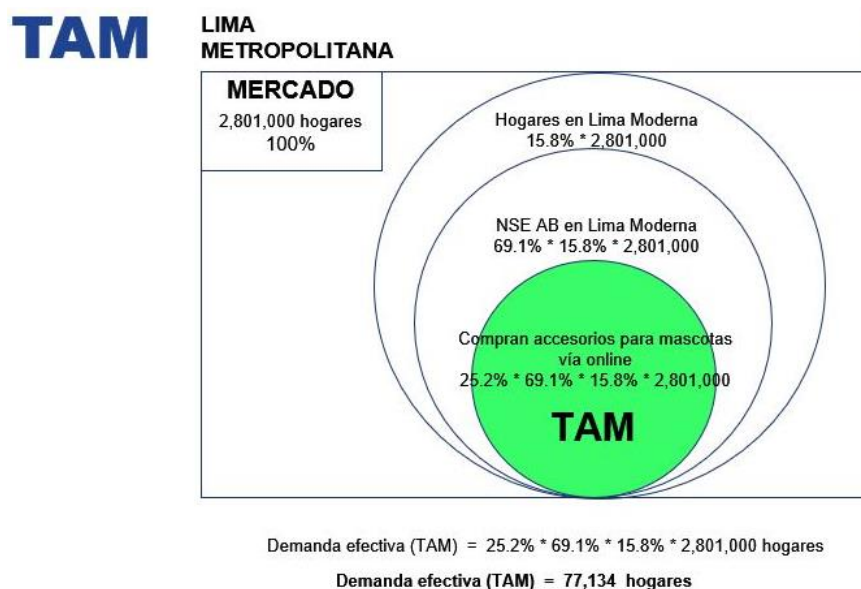 TAM
LIMA
METROPOLITANA
MERCADO
2,801,000 hogares
100%
Hogares en Lima Moderna
15.8% * 2,801,000
NSE AB en Lima Moderna
69.1% * 15.8% * 2,801,000
Compran accesorios para mascotas
vía online
25.2% * 69.1% * 15.8% * 2,801,000
TAM
Demanda efectiva (TAM) = 25.2% * 69.1% * 15.8% * 2,801,000 hogares
Demanda efectiva (TAM) = 77,134 hogares